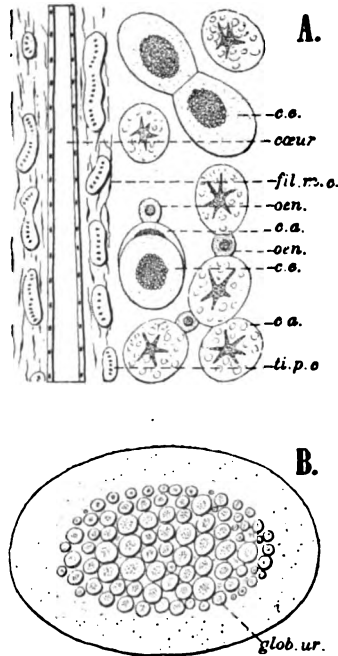 A.
c.e.
cœur
fil.m.c.
oen.
c.a.
oen.
c.e.
c a.
ti.p.c
B.
glob.ur.